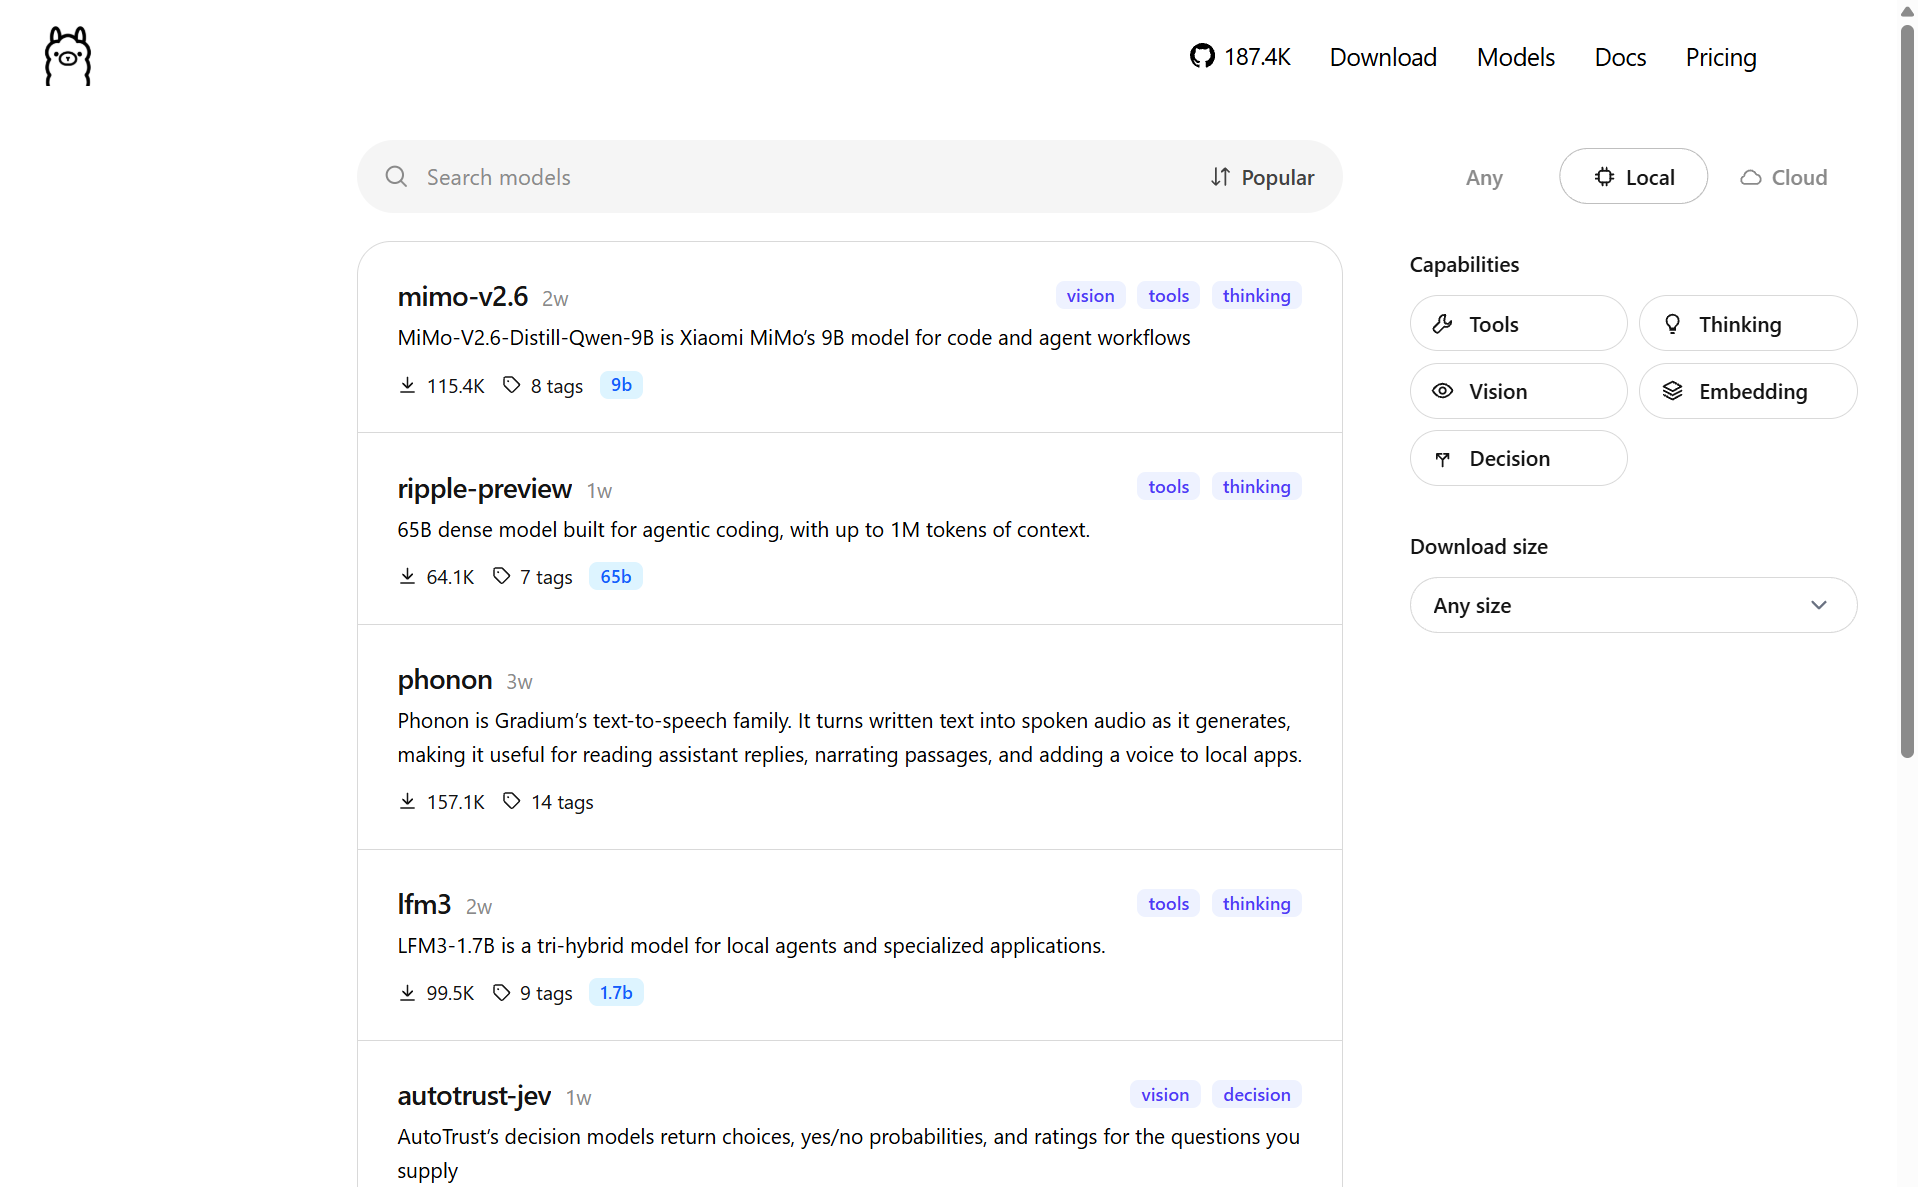 187.4K Download Models Docs Pricing
Search models Popular
Any Local Cloud
mimo-v2.6 2w vision tools thinking
MiMo-V2.6-Distill-Qwen-9B is Xiaomi MiMo’s 9B model for code and agent workflows
115.4K 8 tags 9b
ripple-preview 1w tools thinking
65B dense model built for agentic coding, with up to 1M tokens of context.
64.1K 7 tags 65b
phonon 3w
Phonon is Gradium’s text-to-speech family. It turns written text into spoken audio as it generates,
making it useful for reading assistant replies, narrating passages, and adding a voice to local apps.
157.1K 14 tags
lfm3 2w tools thinking
LFM3-1.7B is a tri-hybrid model for local agents and specialized applications.
99.5K 9 tags 1.7b
autotrust-jev 1w vision decision
AutoTrust’s decision models return choices, yes/no probabilities, and ratings for the questions you
supply
Capabilities
Tools Thinking
Vision Embedding
Decision
Download size
Any size